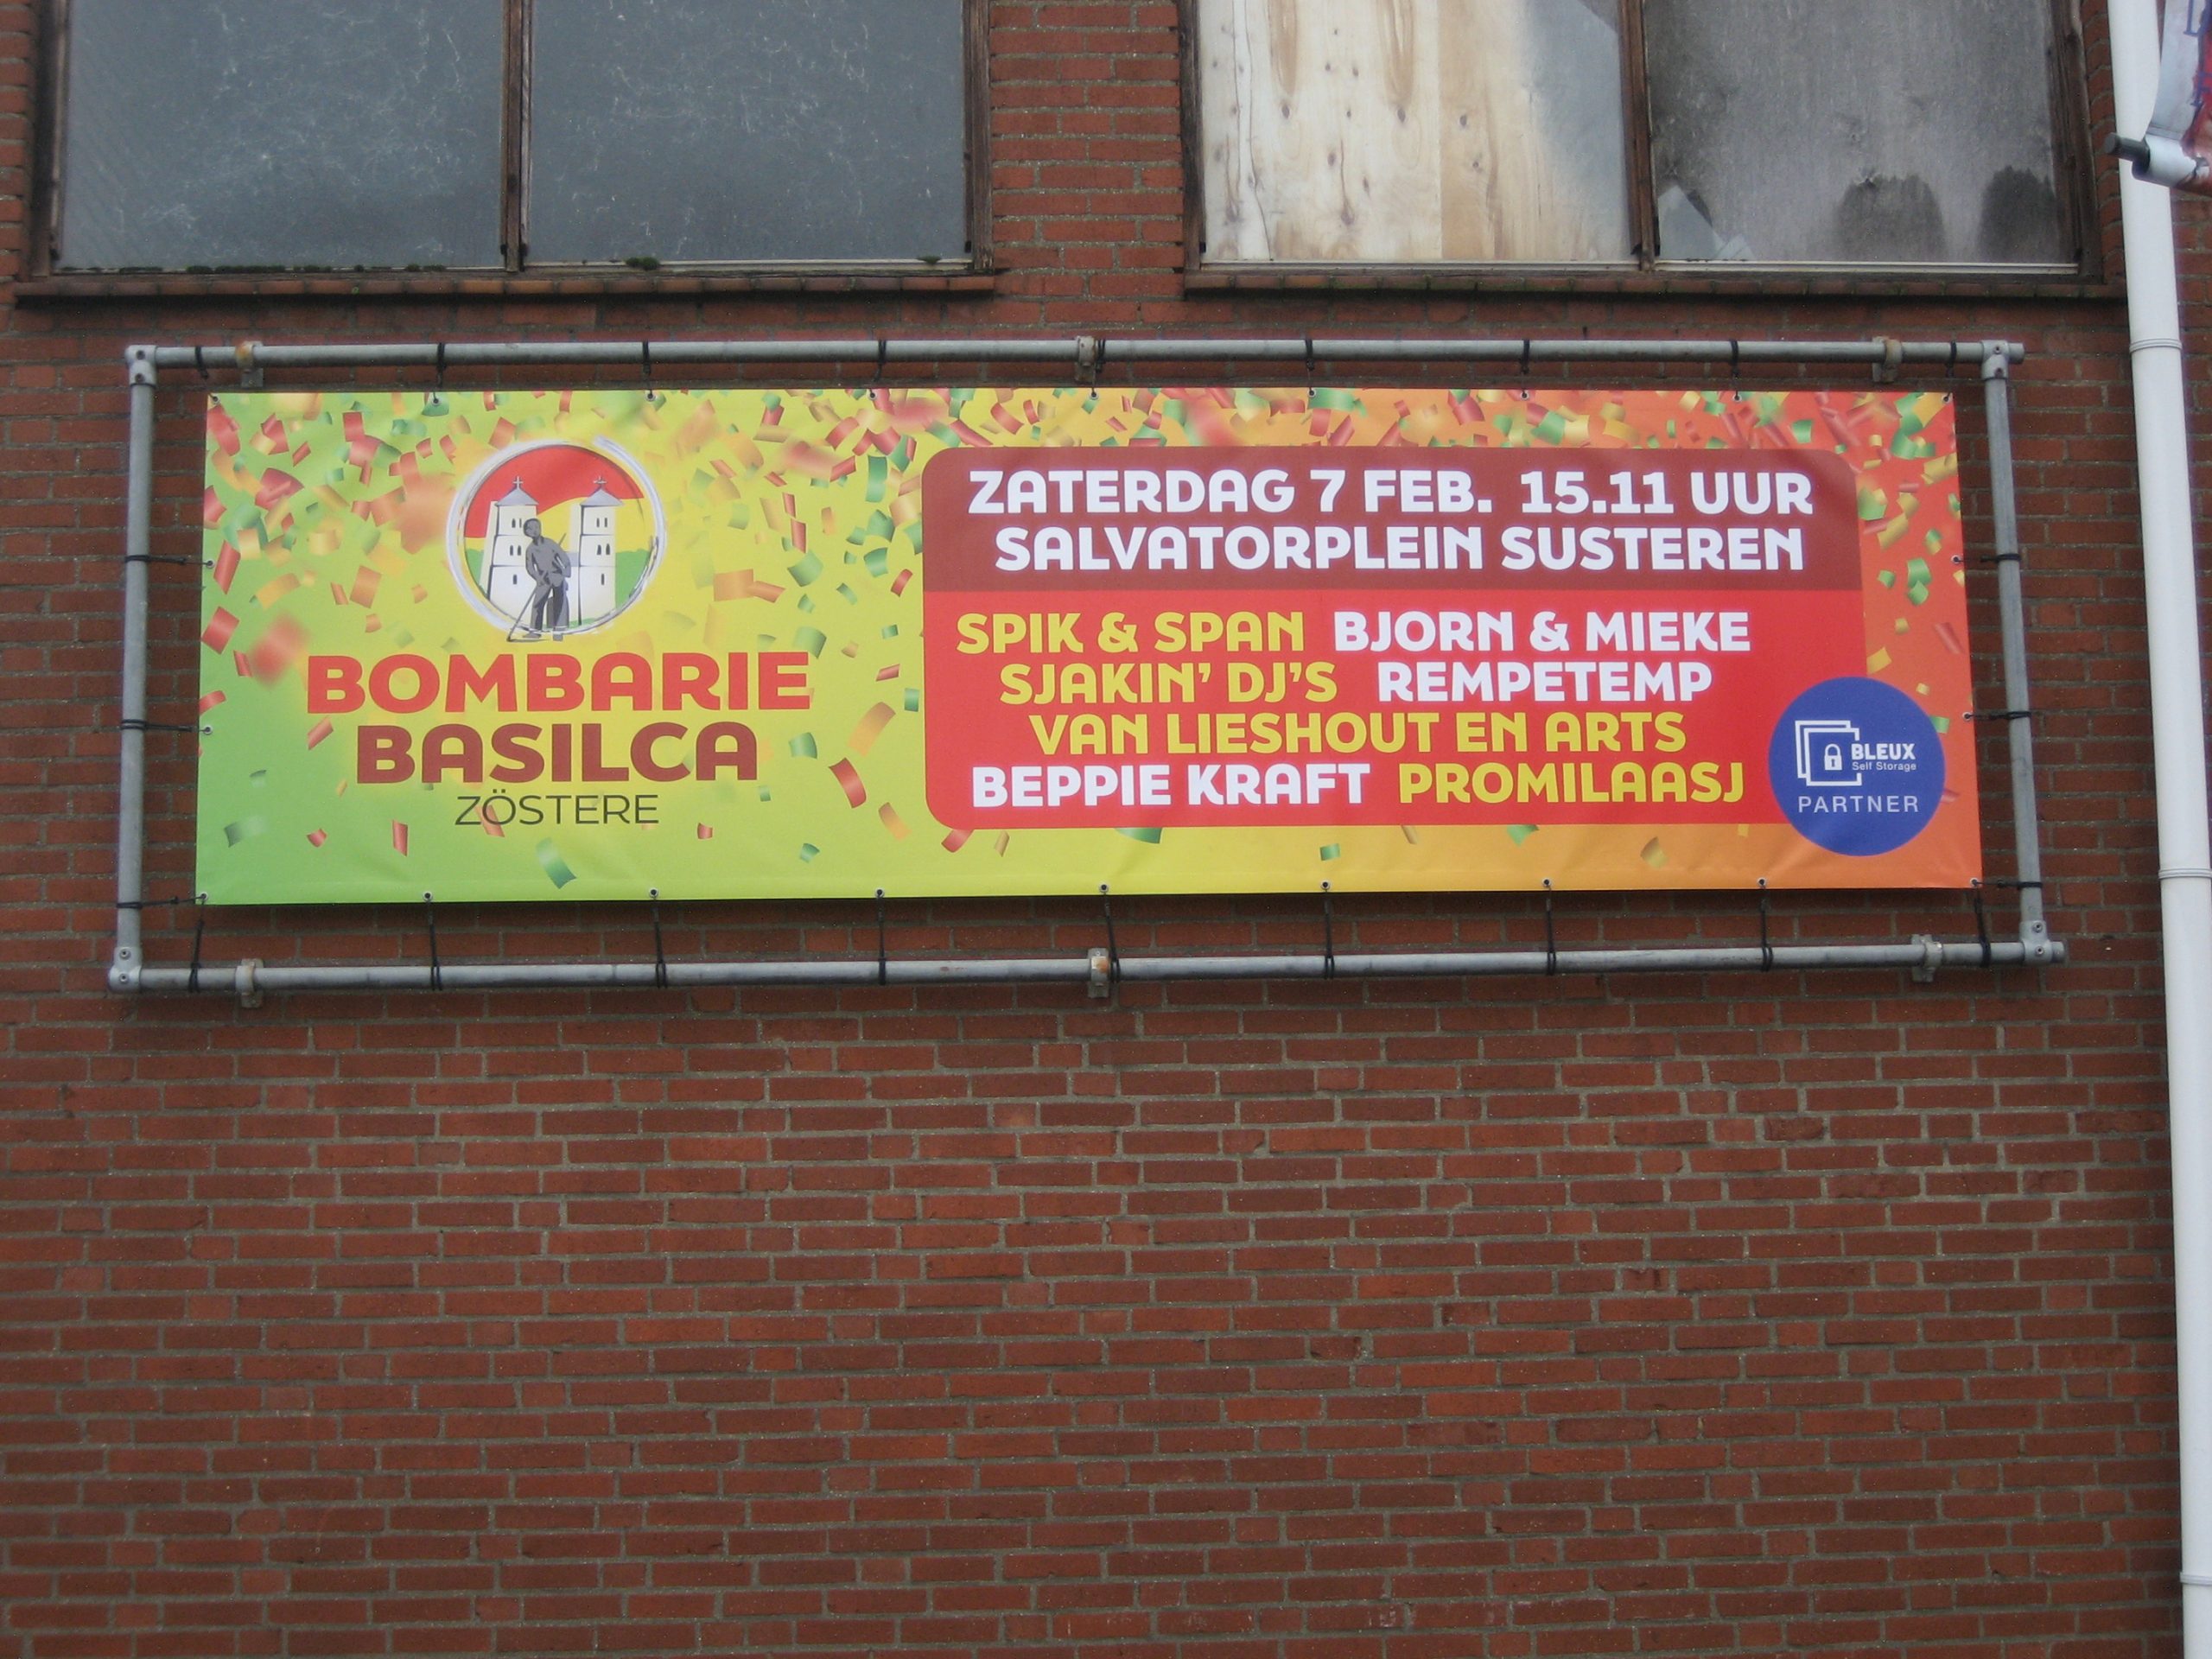 BOMBARIE
BASILCA
ZÖSTERE
ZATERDAG 7 FEB. 15.11 UUR
SALVATORPLEIN SUSTEREN
SPIK & SPAN BJORN & MIEKE
SJAKIN' DJ'S REMPETEMP
VAN LIESHOUT EN ARTS
BEPPIE KRAFT PROMILAASJ
BLEUX
Self Storage
PARTNER